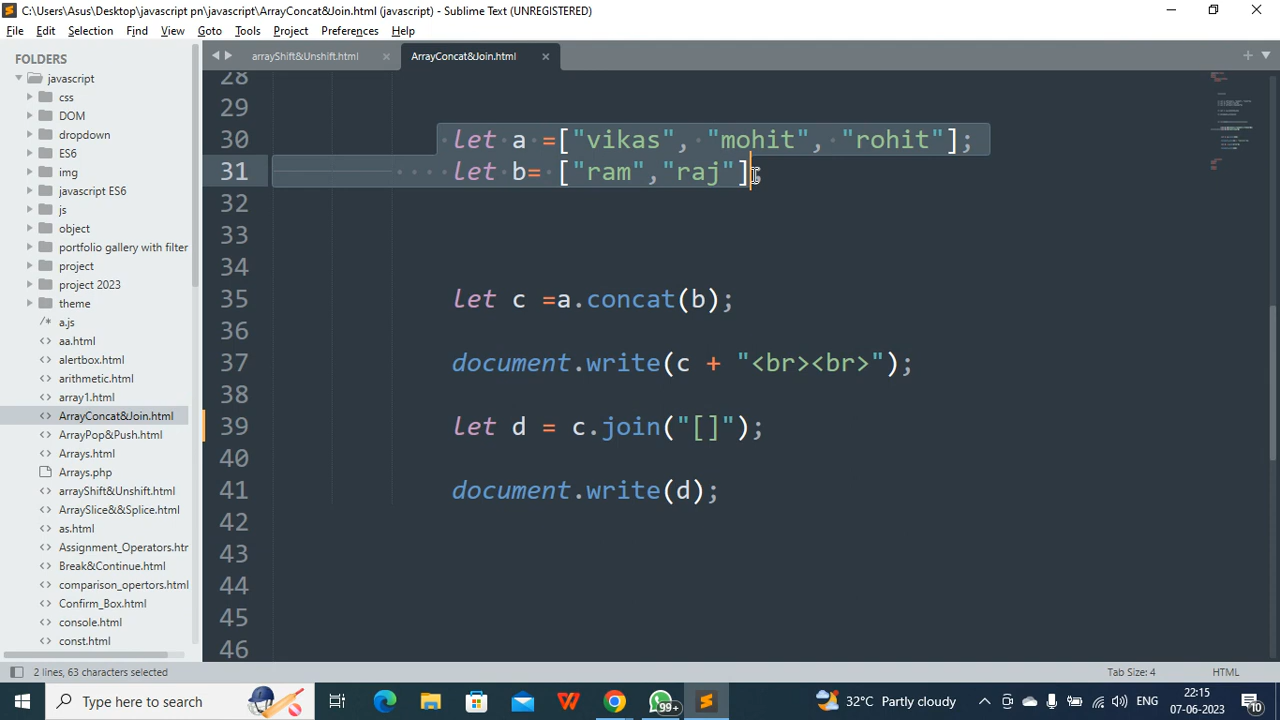 C:\Users\Asus\Desktop\javascript pn\javascript\ArrayConcat&Join.html (javascript) - Sublime Text (UNREGISTERED)
File Edit Selection Find View Goto Tools Project Preferences Help
FOLDERS
javascript
css
DOM
dropdown
ES6
img
javascript ES6
js
object
portfolio gallery with filter
project
project 2023
theme
a.js
aa.html
alertbox.html
arithmetic.html
array1.html
ArrayConcat&Join.html
ArrayPop&Push.html
Arrays.html
Arrays.php
arrayShift&Unshift.html
ArraySlice&&Splice.html
as.html
Assignment_Operators.htr
Break&Continue.html
comparison_opertors.html
Confirm_Box.html
console.html
const.html
arrayShift&Unshift.html × ArrayConcat&Join.html ×
28
29
30 let a =["vikas", "mohit" , "rohit"];
31 let b= ["ram","raj"];
32
33
34
35 let c =a.concat(b);
36
37 document.write(c + "<br><br>");
38
39 let d = c.join("[]");
40
41 document.write(d);
42
43
44
45
46
2 lines, 63 characters selected Tab Size: 4 HTML
Type here to search 99+ 32°C Partly cloudy ENG 22:15
07-06-2023 10